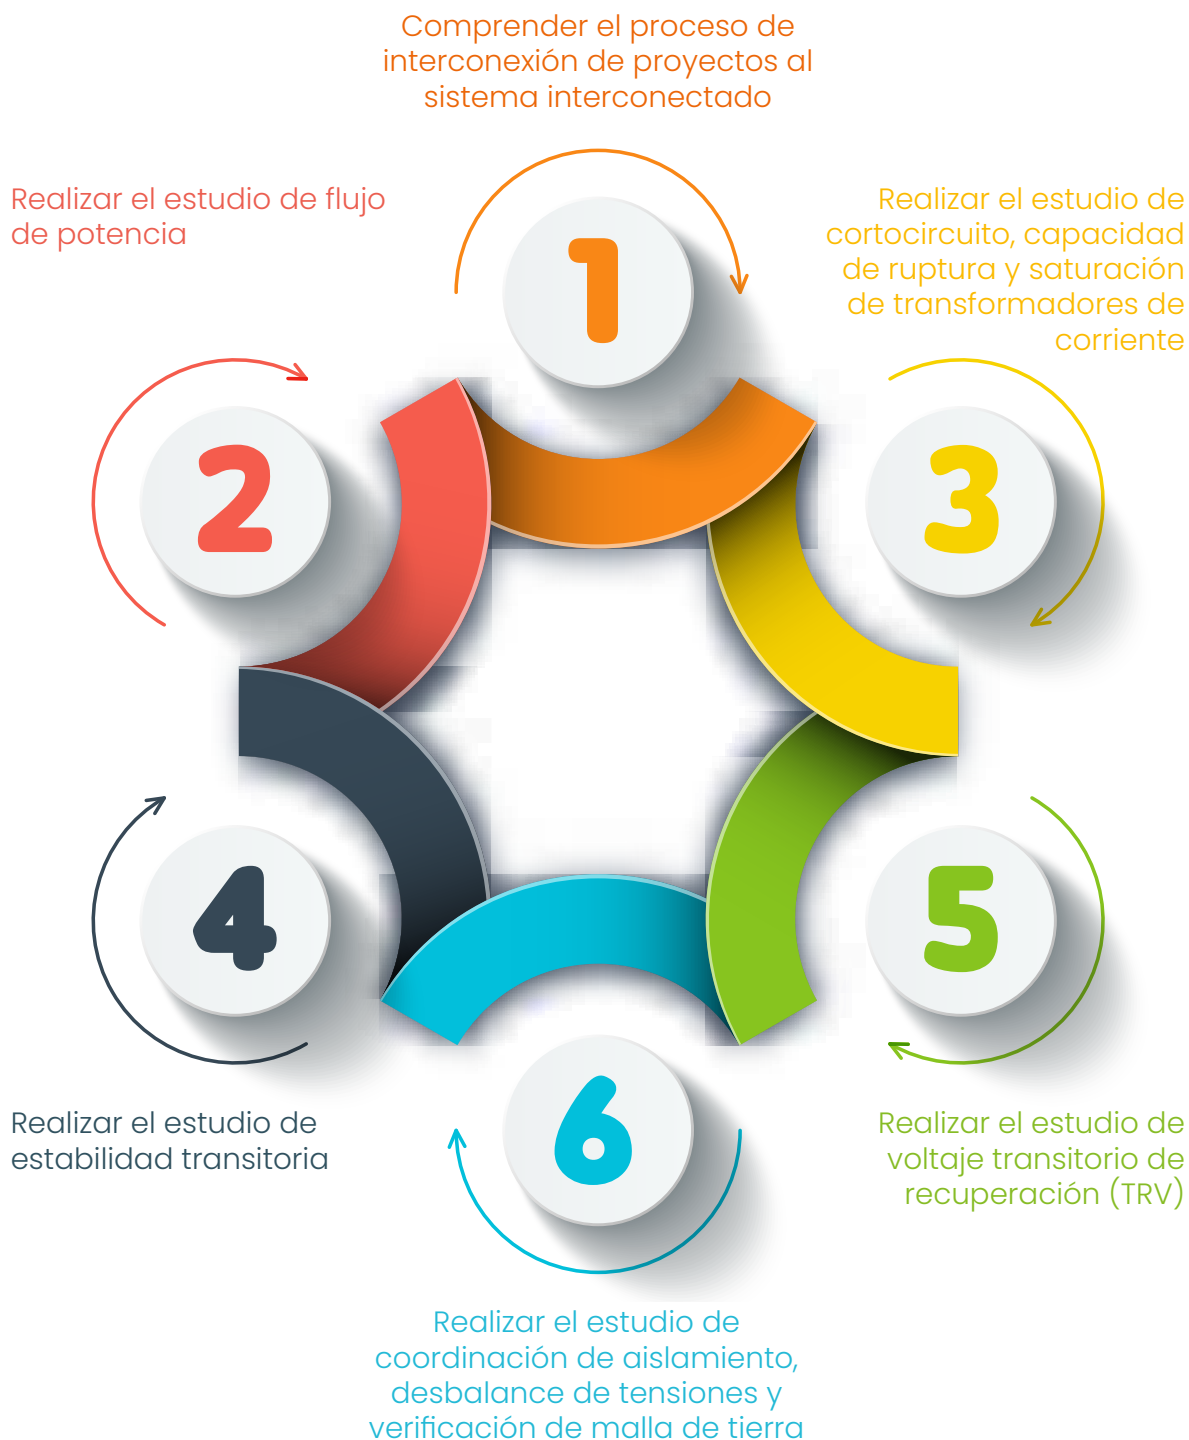 Comprender el proceso de
interconexión de proyectos al
sistema interconectado
1
Realizar el estudio de flujo
de potencia
2
Realizar el estudio de
cortocircuito, capacidad
de ruptura y saturación
de transformadores de
corriente
3
4
Realizar el estudio de
estabilidad transitoria
5
Realizar el estudio de
voltaje transitorio de
recuperación (TRV)
6
Realizar el estudio de
coordinación de aislamiento,
desbalance de tensiones y
verificación de malla de tierra